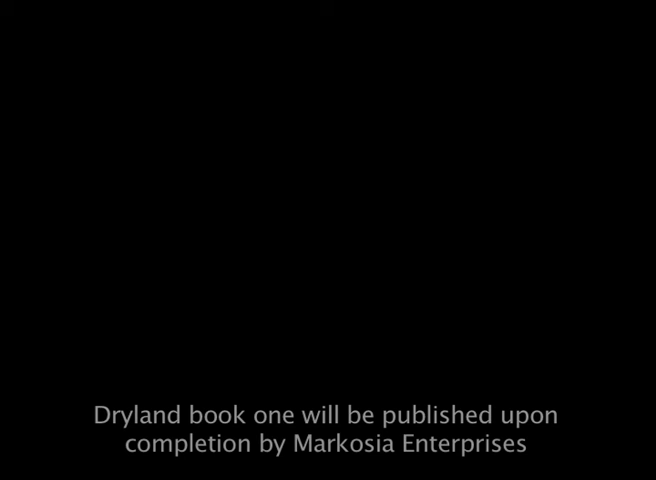 Dryland book one will be published upon
completion by Markosia Enterprises